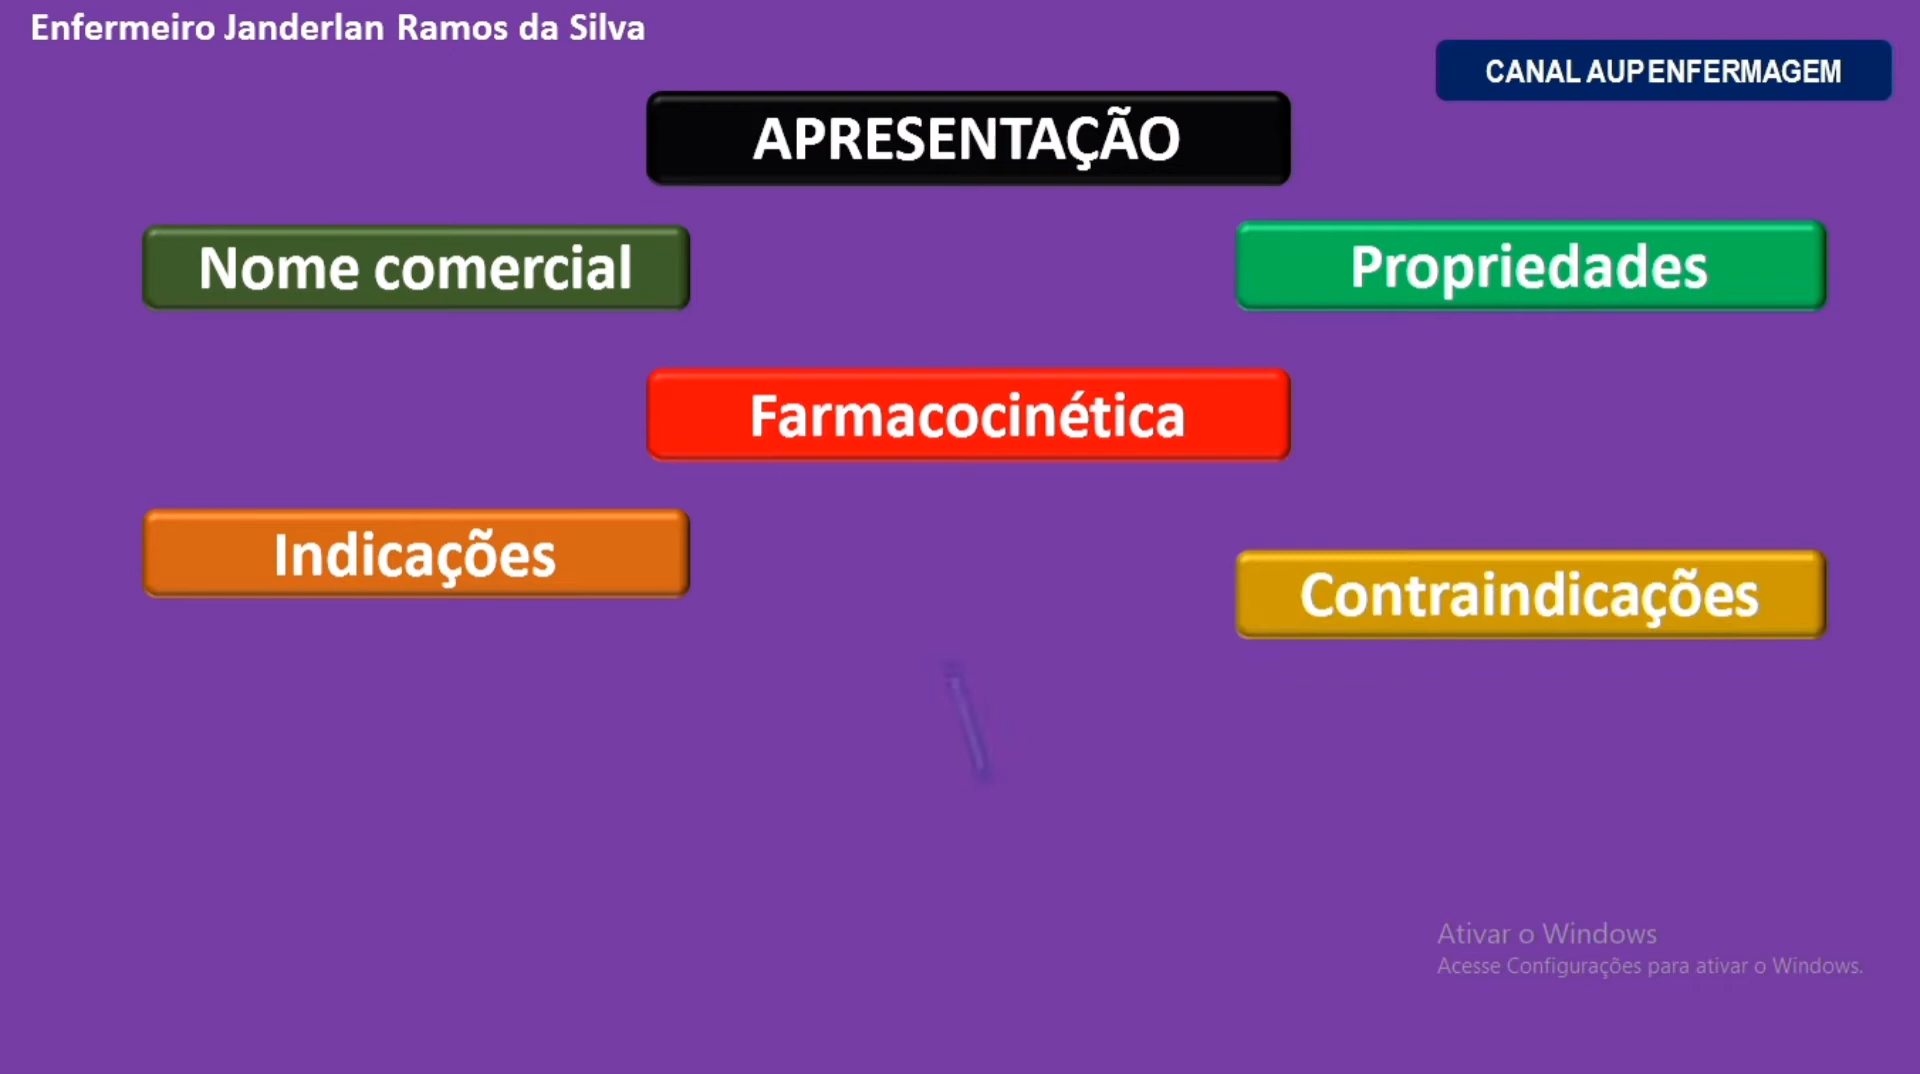 Enfermeiro Janderlan Ramos da Silva
CANAL AUPENFERMAGEM
APRESENTAÇÃO
Nome comercial
Propriedades
Farmacocinética
Indicações
Contraindicações
Ativar o Windows
Acesse Configurações para ativar o Windows.